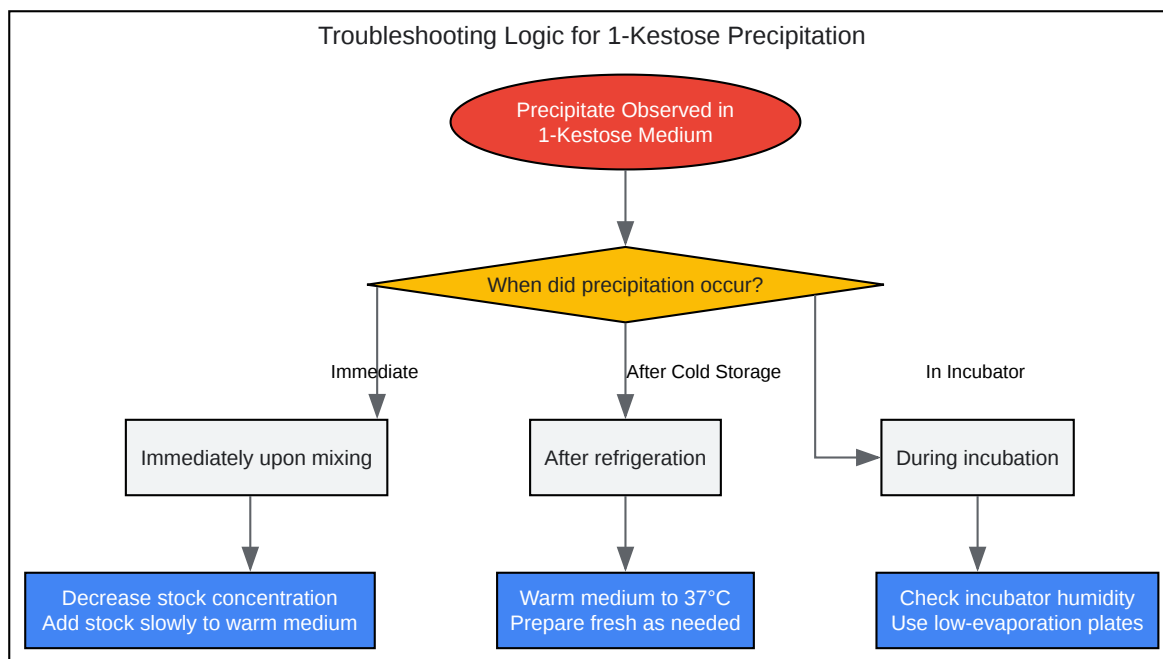 Troubleshooting Logic for 1-Kestose Precipitation
Precipitate Observed in
1-Kestose Medium
When did precipitation occur?
Immediate
After Cold Storage
In Incubator
Immediately upon mixing
After refrigeration
During incubation
Decrease stock concentration
Add stock slowly to warm medium
Warm medium to 37°C
Prepare fresh as needed
Check incubator humidity
Use low-evaporation plates